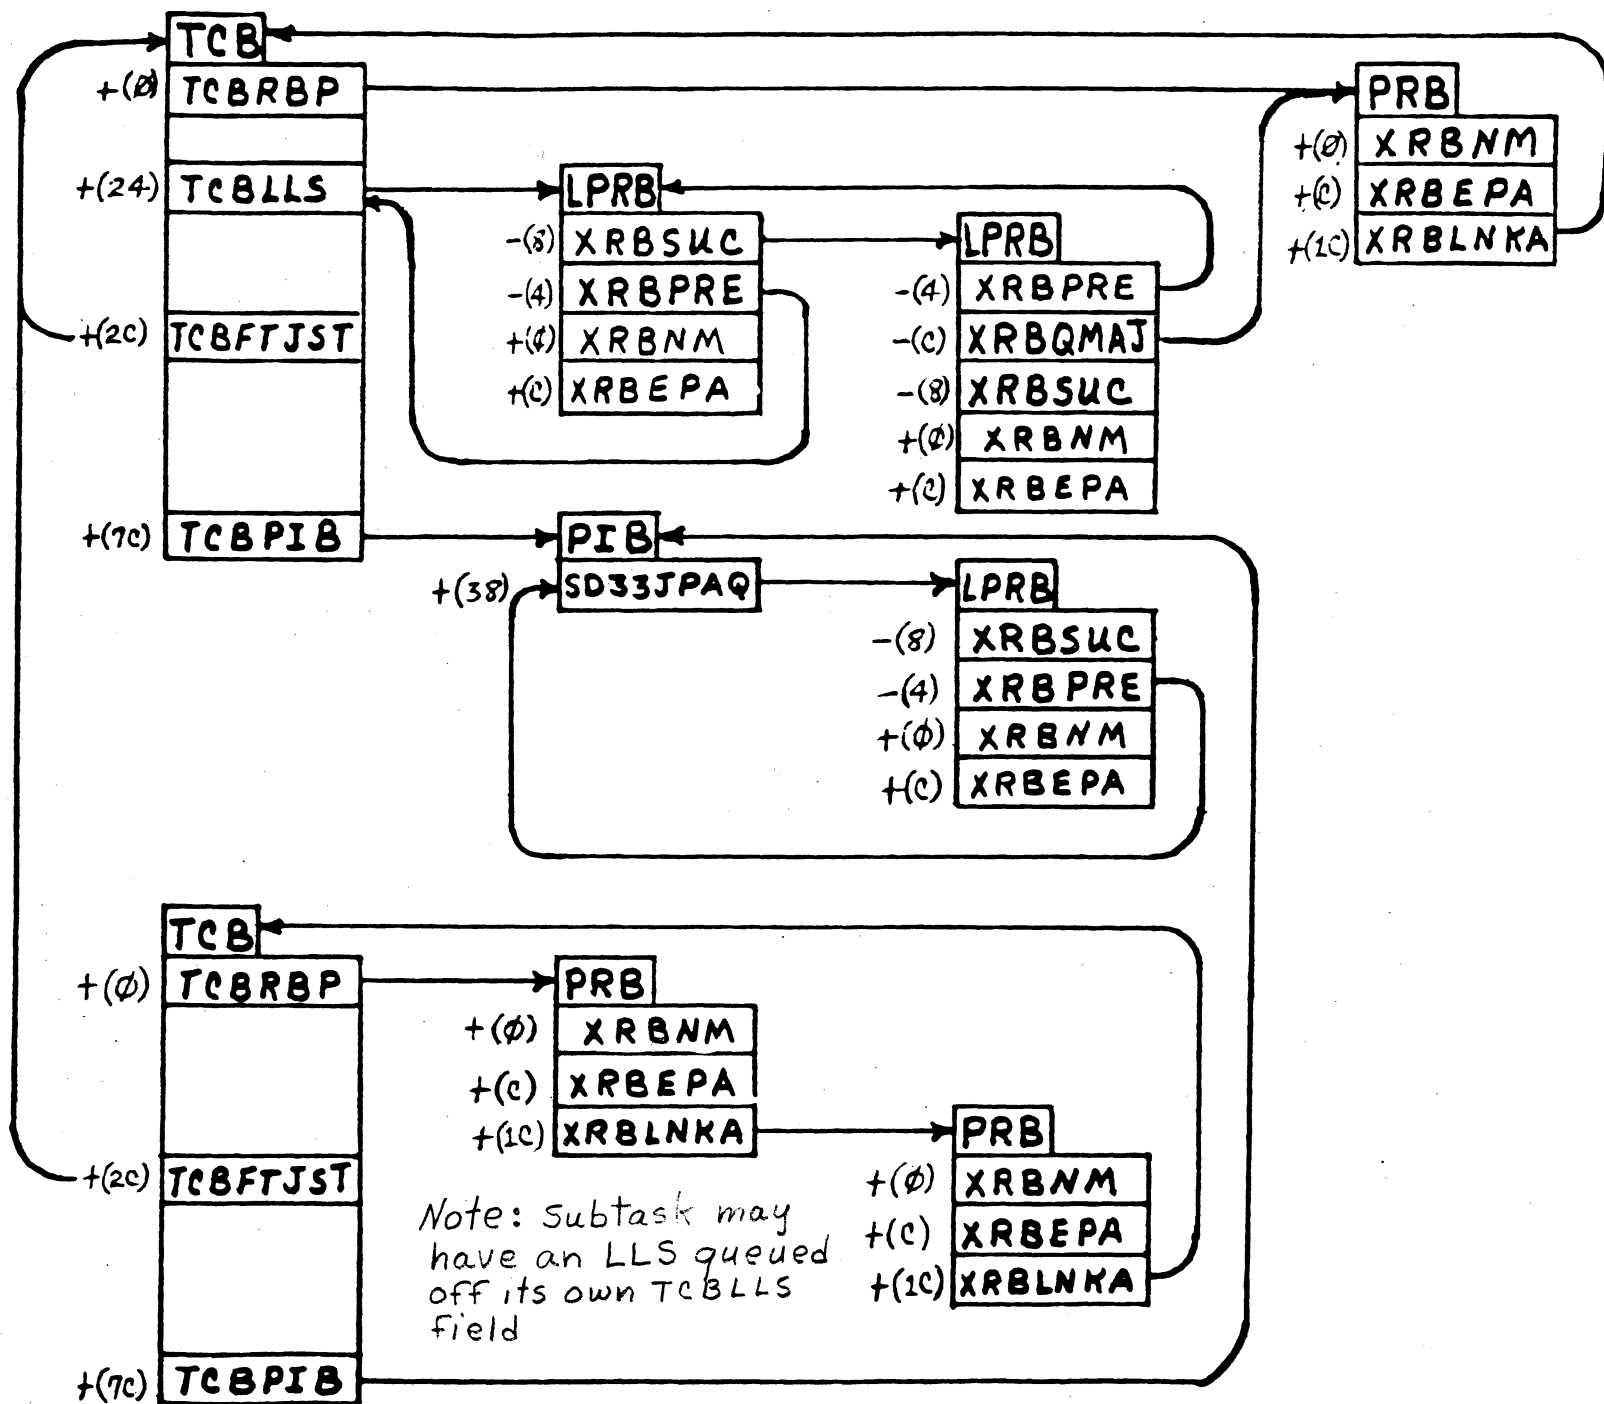 TCB
+(Ø) TCBRBP
+(24) TCBLLS
+(2C) TCBFTJST
+(7C) TCBPIB
LPRB
-(8) XRBSUC
-(4) XRBPRE
+(Ø) XRBNM
+(C) XRBEPA
LPRB
-(4) XRBPRE
-(C) XRBQMAJ
-(8) XRBSUC
+(Ø) XRBNM
+(C) XRBEPA
PRB
+(Ø) XRBNM
+(C) XRBEPA
+(1C) XRBLNKA
PIB
+(38) SD33JPAQ
LPRB
-(8) XRBSUC
-(4) XRBPRE
+(Ø) XRBNM
+(C) XRBEPA
TCB
+(Ø) TCBRBP
+(2C) TCBFTJST
+(7C) TCBPIB
PRB
+(Ø) XRBNM
+(C) XRBEPA
+(1C) XRBLNKA
PRB
+(Ø) XRBNM
+(C) XRBEPA
+(1C) XRBLNKA
Note: Subtask may
have an LLS queued
off its own TCBLLS
field